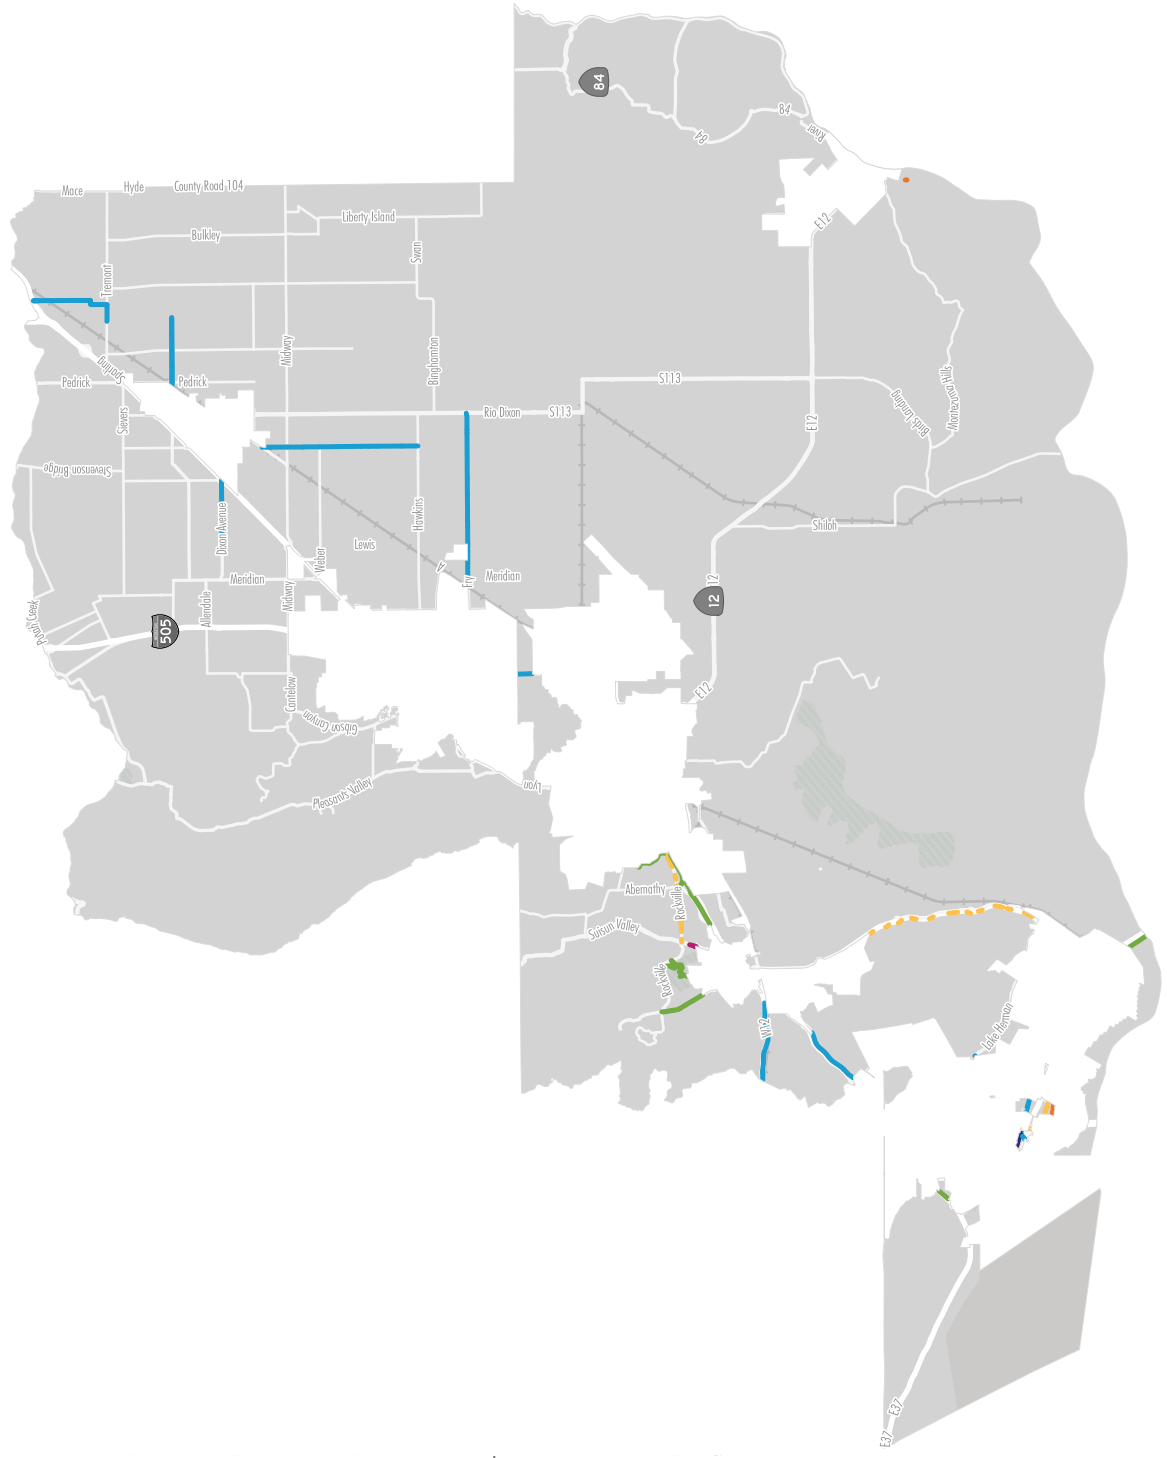 84
84
84
River
Mace
Hyde
County Road 104
Liberty Island
E12
Bulkley
Swan
Tremont
Midway
Binghamton
Sparling
Pedrick
Pedrick
S113
Montezuma Hills
Birds Landing
Rio Dixon
S113
E12
Sievers
Stevenson Bridge
Hawkins
Dixon Avenue
Shiloh
Lewis
Weber
A
Meridian
Meridian
Fry
12
12
Midway
Allendale
Putah Creek
505
E12
Cantelow
Gibson Canyon
Lyon
Pleasants Valley
Abernathy
Rockville
Suisun Valley
Rockville
W12
Lake Herman
E37
E37